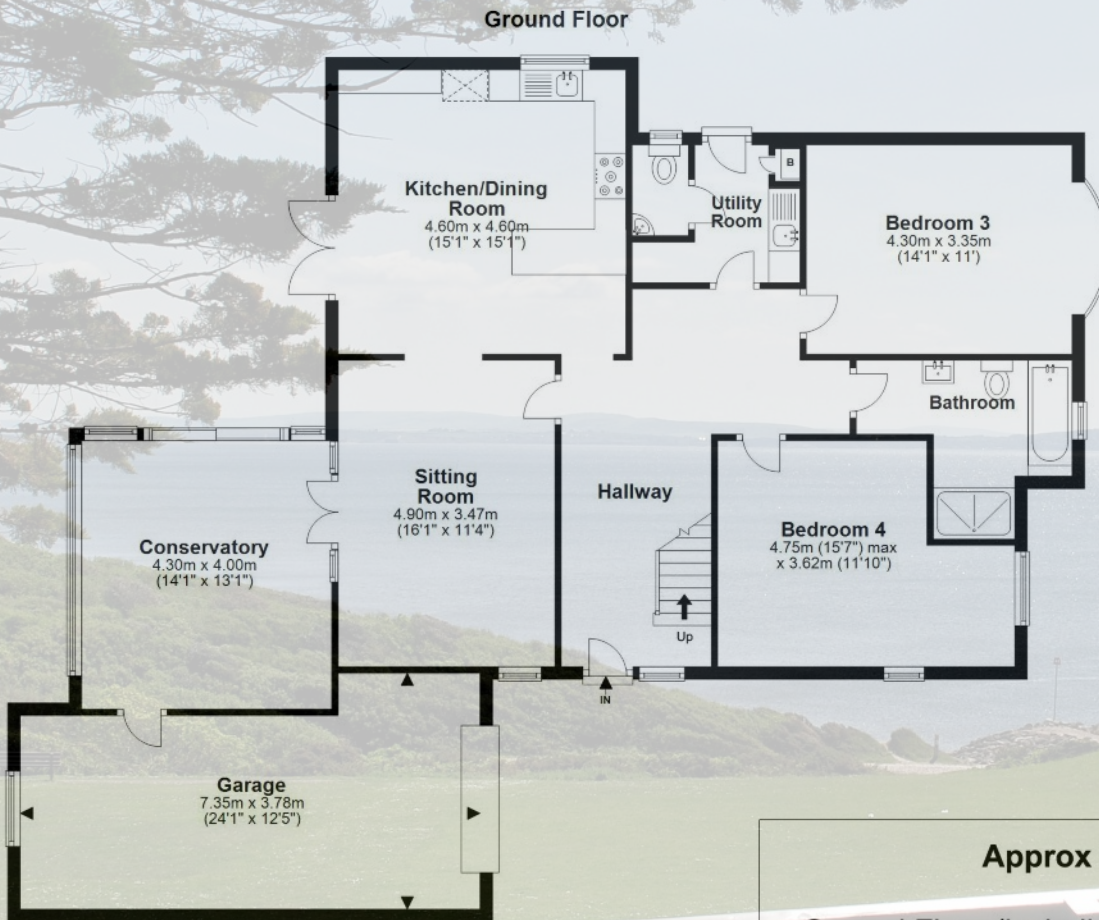 Ground Floor
Kitchen/Dining
Room
4.60m x 4.60m
(15'1" x 15'1")
Utility
Room
B
Bedroom 3
4.30m x 3.35m
(14'1" x 11')
Bathroom
Sitting
Room
4.90m x 3.47m
(16'1" x 11'4")
Hallway
Bedroom 4
4.75m (15'7") max
x 3.62m (11'10")
Conservatory
4.30m x 4.00m
(14'1" x 13'1")
Up
IN
Garage
7.35m x 3.78m
(24'1" x 12'5")
Approx